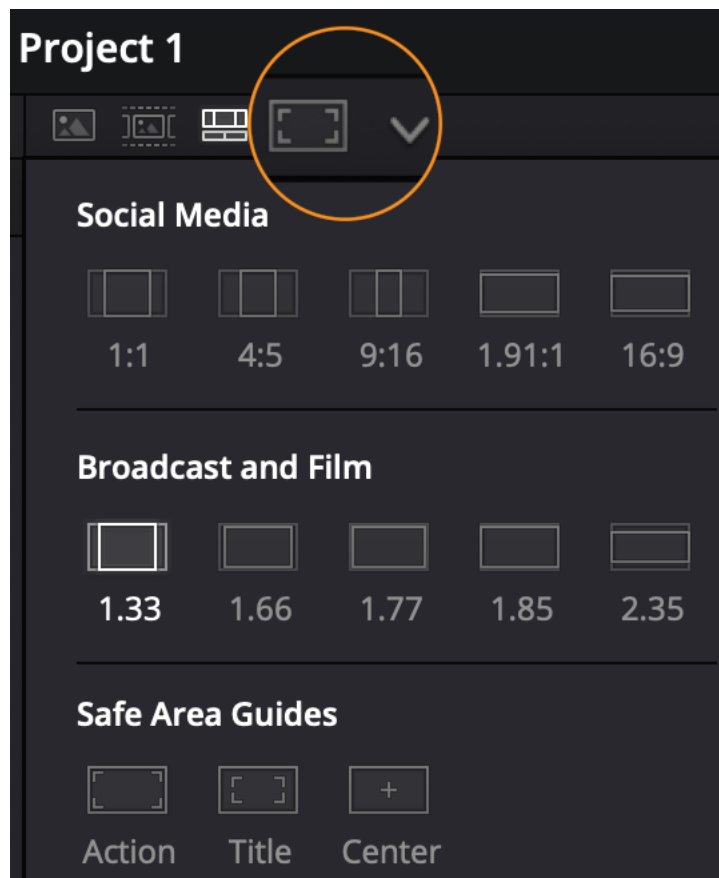 Project 1
Social Media
1:1 4:5 9:16 1.91:1 16:9
Broadcast and Film
1.33 1.66 1.77 1.85 2.35
Safe Area Guides
Action Title Center